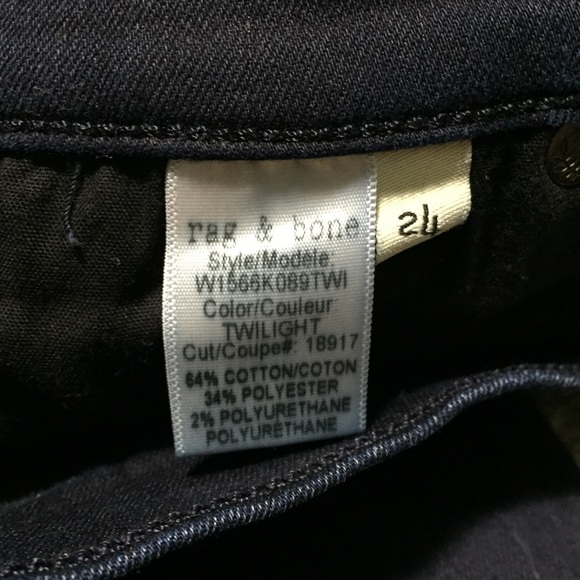 rag & bone
24
Style/Modèle:
W1566K089TWI
Color/Couleur
TWILIGHT
Cut/Coupe#: 18917
64% COTTON/COTON
34% POLYESTER
2% POLYURETHANE
POLYURÉTHANE